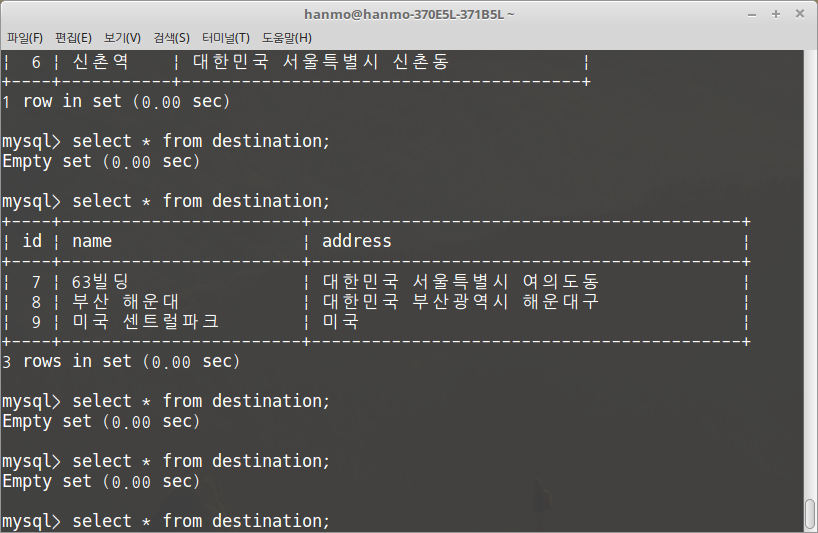 hanmo@hanmo-370E5L-371B5L ~
파일(F) 편집(E) 보기(V) 검색(S) 터미널(T) 도움말(H)
| 6 | 신촌역 | 대한민국 서울특별시 신촌동 |
+----+-----------+----------------------------------------+
1 row in set (0.00 sec)
mysql> select * from destination;
Empty set (0.00 sec)
mysql> select * from destination;
+----+------------------------+-------------------------------------------+
| id | name | address |
+----+------------------------+-------------------------------------------+
| 7 | 63빌딩 | 대한민국 서울특별시 여의도동 |
| 8 | 부산 해운대 | 대한민국 부산광역시 해운대구 |
| 9 | 미국 센트럴파크 | 미국 |
+----+------------------------+-------------------------------------------+
3 rows in set (0.00 sec)
mysql> select * from destination;
Empty set (0.00 sec)
mysql> select * from destination;
Empty set (0.00 sec)
mysql> select * from destination;